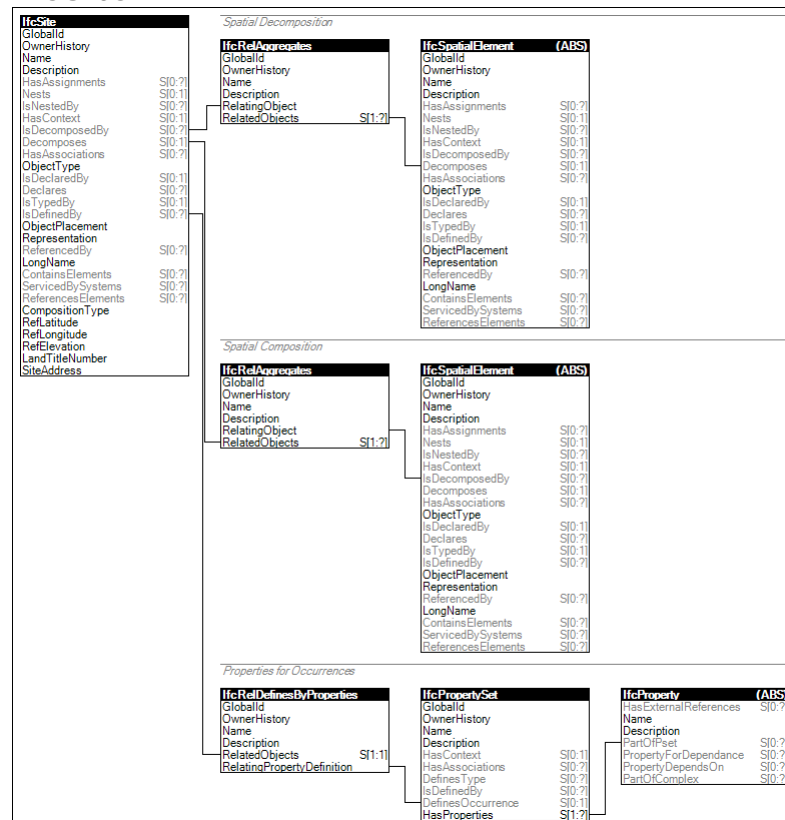 IfcSite
GlobalId
OwnerHistory
Name
Description
HasAssignments S[0:?]
Nests S[0:1]
IsNestedBy S[0:?]
HasContext S[0:1]
IsDecomposedBy S[0:?]
Decomposes S[0:1]
HasAssociations S[0:?]
ObjectType
IsDeclaredBy S[0:1]
Declares S[0:?]
IsTypedBy S[0:1]
IsDefinedBy S[0:?]
ObjectPlacement
Representation
ReferencedBy S[0:?]
LongName
ContainsElements S[0:?]
ServicedBySystems S[0:?]
ReferencesElements S[0:?]
CompositionType
RefLatitude
RefLongitude
RefElevation
LandTitleNumber
SiteAddress
Spatial Decomposition
IfcRelAggregates
GlobalId
OwnerHistory
Name
Description
RelatingObject
RelatedObjects S[1:?]
IfcSpatialElement (ABS)
GlobalId
OwnerHistory
Name
Description
HasAssignments S[0:?]
Nests S[0:1]
IsNestedBy S[0:?]
HasContext S[0:1]
IsDecomposedBy S[0:?]
Decomposes S[0:1]
HasAssociations S[0:?]
ObjectType
IsDeclaredBy S[0:1]
Declares S[0:?]
IsTypedBy S[0:1]
IsDefinedBy S[0:?]
ObjectPlacement
Representation
ReferencedBy S[0:?]
LongName
ContainsElements S[0:?]
ServicedBySystems S[0:?]
ReferencesElements S[0:?]
Spatial Composition
IfcRelAggregates
GlobalId
OwnerHistory
Name
Description
RelatingObject
RelatedObjects S[1:?]
IfcSpatialElement (ABS)
GlobalId
OwnerHistory
Name
Description
HasAssignments S[0:?]
Nests S[0:1]
IsNestedBy S[0:?]
HasContext S[0:1]
IsDecomposedBy S[0:?]
Decomposes S[0:1]
HasAssociations S[0:?]
ObjectType
IsDeclaredBy S[0:1]
Declares S[0:?]
IsTypedBy S[0:1]
IsDefinedBy S[0:?]
ObjectPlacement
Representation
ReferencedBy S[0:?]
LongName
ContainsElements S[0:?]
ServicedBySystems S[0:?]
ReferencesElements S[0:?]
Properties for Occurrences
IfcRelDefinesByProperties
GlobalId
OwnerHistory
Name
Description
RelatedObjects S[1:1]
RelatingPropertyDefinition
IfcPropertySet
GlobalId
OwnerHistory
Name
Description
HasContext S[0:1]
HasAssociations S[0:?]
DefinesType S[0:?]
IsDefinedBy S[0:?]
DefinesOccurrence S[0:1]
HasProperties S[1:?]
IfcProperty (ABS)
HasExternalReferences S[0:?
Name
Description
PartOfPset S[0:?
PropertyForDependance S[0:?
PropertyDependsOn S[0:?
PartOfComplex S[0:?